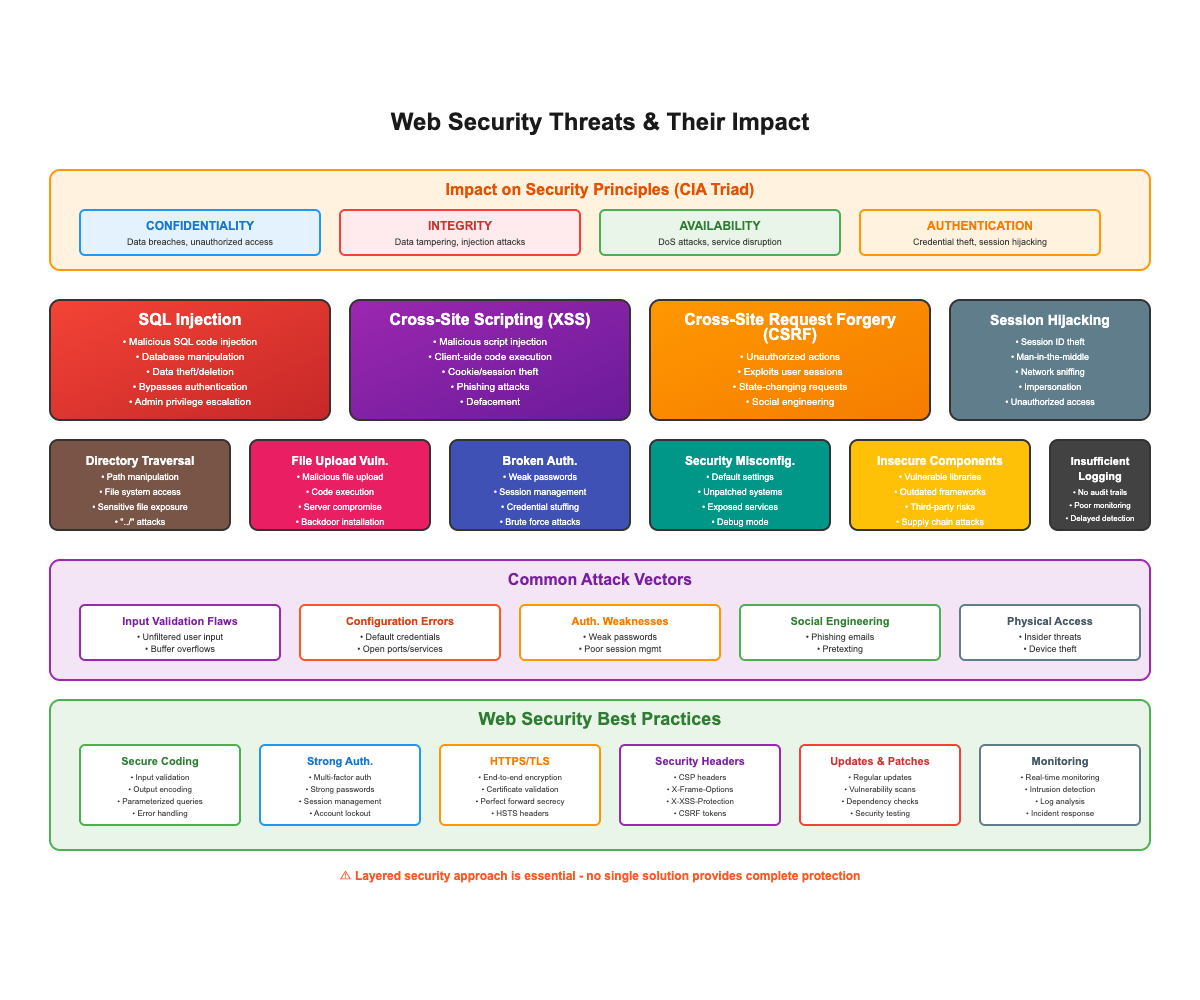 Web Security Threats & Their Impact
Impact on Security Principles (CIA Triad)
CONFIDENTIALITY
Data breaches, unauthorized access
INTEGRITY
Data tampering, injection attacks
AVAILABILITY
DoS attacks, service disruption
AUTHENTICATION
Credential theft, session hijacking
SQL Injection
• Malicious SQL code injection
• Database manipulation
• Data theft/deletion
• Bypasses authentication
• Admin privilege escalation
Cross-Site Scripting (XSS)
• Malicious script injection
• Client-side code execution
• Cookie/session theft
• Phishing attacks
• Defacement
Cross-Site Request Forgery
(CSRF)
• Unauthorized actions
• Exploits user sessions
• State-changing requests
• Social engineering
Session Hijacking
• Session ID theft
• Man-in-the-middle
• Network sniffing
• Impersonation
• Unauthorized access
Directory Traversal
• Path manipulation
• File system access
• Sensitive file exposure
• "../" attacks
File Upload Vuln.
• Malicious file upload
• Code execution
• Server compromise
• Backdoor installation
Broken Auth.
• Weak passwords
• Session management
• Credential stuffing
• Brute force attacks
Security Misconfig.
• Default settings
• Unpatched systems
• Exposed services
• Debug mode
Insecure Components
• Vulnerable libraries
• Outdated frameworks
• Third-party risks
• Supply chain attacks
Insufficient
Logging
• No audit trails
• Poor monitoring
• Delayed detection
Common Attack Vectors
Input Validation Flaws
• Unfiltered user input
• Buffer overflows
Configuration Errors
• Default credentials
• Open ports/services
Auth. Weaknesses
• Weak passwords
• Poor session mgmt
Social Engineering
• Phishing emails
• Pretexting
Physical Access
• Insider threats
• Device theft
Web Security Best Practices
Secure Coding
• Input validation
• Output encoding
• Parameterized queries
• Error handling
Strong Auth.
• Multi-factor auth
• Strong passwords
• Session management
• Account lockout
HTTPS/TLS
• End-to-end encryption
• Certificate validation
• Perfect forward secrecy
• HSTS headers
Security Headers
• CSP headers
• X-Frame-Options
• X-XSS-Protection
• CSRF tokens
Updates & Patches
• Regular updates
• Vulnerability scans
• Dependency checks
• Security testing
Monitoring
• Real-time monitoring
• Intrusion detection
• Log analysis
• Incident response
⚠ Layered security approach is essential - no single solution provides complete protection